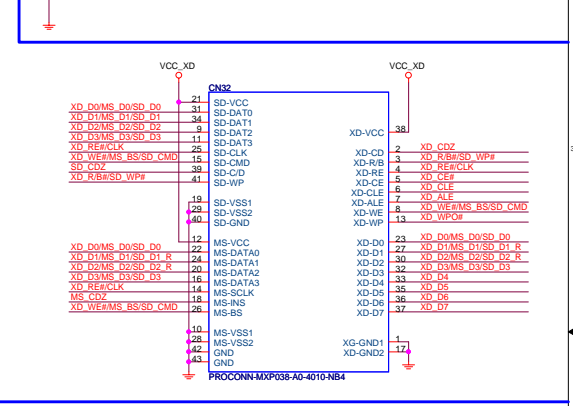 VCC_XD VCC_XD
CN32
XD_D0/MS_D0/SD_D0 21 SD-VCC
XD_D1/MS_D1/SD_D1 31 SD-DAT0
XD_D2/MS_D2/SD_D2 34 SD-DAT1
XD_D3/MS_D3/SD_D3 9 SD-DAT2 XD-VCC 38
XD_RE#/CLK 11 SD-DAT3
XD_WE#/MS_BS/SD_CMD 25 SD-CLK XD-CD 2 XD_CDZ
SD_CDZ 15 SD-CMD XD-R/B 3 XD_R/B#/SD_WP#
XD_R/B#/SD_WP# 39 SD-C/D XD-RE 4 XD_RE#/CLK
41 SD-WP XD-CE 5 XD_CE#
XD-CLE 6 XD_CLE
19 SD-VSS1 XD-ALE 7 XD_ALE
29 SD-VSS2 XD-WE 8 XD_WE#/MS_BS/SD_CMD
40 SD-GND XD-WP 13 XD_WPO#
12 MS-VCC XD-D0 23 XD_D0/MS_D0/SD_D0
XD_D0/MS_D0/SD_D0 22 MS-DATA0 XD-D1 27 XD_D1/MS_D1/SD_D1_R
XD_D1/MS_D1/SD_D1_R 24 MS-DATA1 XD-D2 30 XD_D2/MS_D2/SD_D2_R
XD_D2/MS_D2/SD_D2_R 20 MS-DATA2 XD-D3 32 XD_D3/MS_D3/SD_D3
XD_D3/MS_D3/SD_D3 16 MS-DATA3 XD-D4 33 XD_D4
XD_RE#/CLK 14 MS-SCLK XD-D5 35 XD_D5
MS_CDZ 18 MS-INS XD-D6 36 XD_D6
XD_WE#/MS_BS/SD_CMD 26 MS-BS XD-D7 37 XD_D7
10 MS-VSS1
28 MS-VSS2 XG-GND1 1
42 GND XD-GND2 17
43 GND
PROCONN-MXP038-A0-4010-NB4